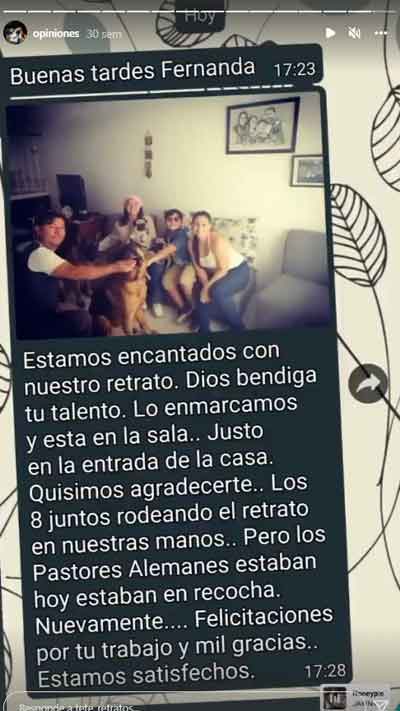 Hoy
opiniones 30 sem
Buenas tardes Fernanda 17:23
Estamos encantados con
nuestro retrato. Dios bendiga
tu talento. Lo enmarcamos
y esta en la sala.. Justo
en la entrada de la casa.
Quisimos agradecerte.. Los
8 juntos rodeando el retrato
en nuestras manos.. Pero los
Pastores Alemanes estaban
hoy estaban en recocha.
Nuevamente.... Felicitaciones
por tu trabajo y mil gracias..
Estamos satisfechos. 17:28
Responde a tete_retratos...